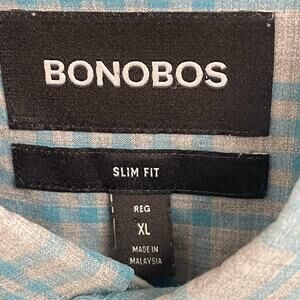 BONOBOS
SLIM FIT
REG
XL
MADE IN
MALAYSIA